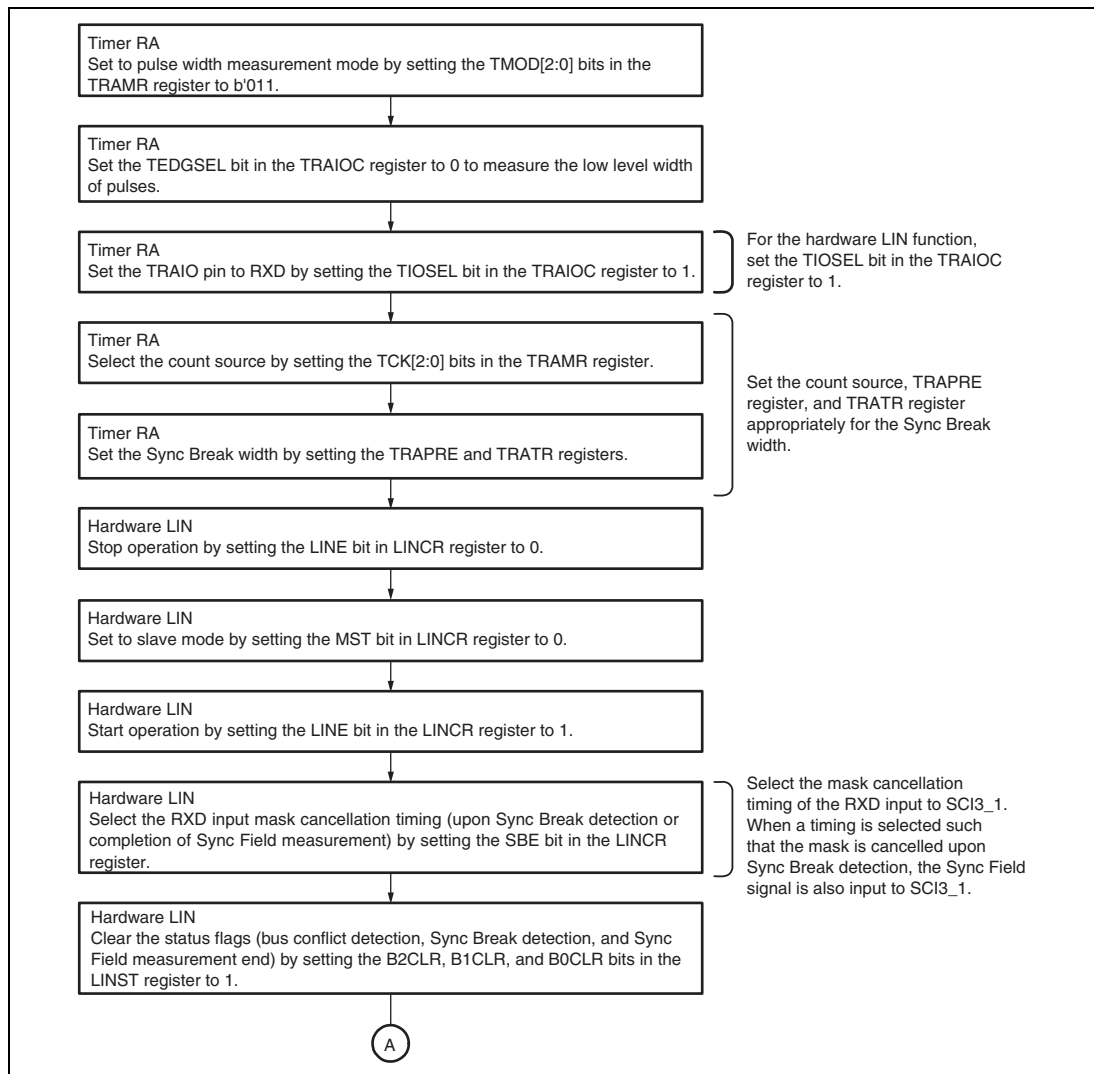 Timer RA
Set to pulse width measurement mode by setting the TMOD[2:0] bits in the
TRAMR register to b'011.
Timer RA
Set the TEDGSEL bit in the TRAIOC register to 0 to measure the low level width
of pulses.
Timer RA
Set the TRAIO pin to RXD by setting the TIOSEL bit in the TRAIOC register to 1.
For the hardware LIN function,
set the TIOSEL bit in the TRAIOC
register to 1.
Timer RA
Select the count source by setting the TCK[2:0] bits in the TRAMR register.
Timer RA
Set the Sync Break width by setting the TRAPRE and TRATR registers.
Set the count source, TRAPRE
register, and TRATR register
appropriately for the Sync Break
width.
Hardware LIN
Stop operation by setting the LINE bit in LINCR register to 0.
Hardware LIN
Set to slave mode by setting the MST bit in LINCR register to 0.
Hardware LIN
Start operation by setting the LINE bit in the LINCR register to 1.
Hardware LIN
Select the RXD input mask cancellation timing (upon Sync Break detection or
completion of Sync Field measurement) by setting the SBE bit in the LINCR
register.
Select the mask cancellation
timing of the RXD input to SCI3_1.
When a timing is selected such
that the mask is cancelled upon
Sync Break detection, the Sync Field
signal is also input to SCI3_1.
Hardware LIN
Clear the status flags (bus conflict detection, Sync Break detection, and Sync
Field measurement end) by setting the B2CLR, B1CLR, and B0CLR bits in the
LINST register to 1.
A